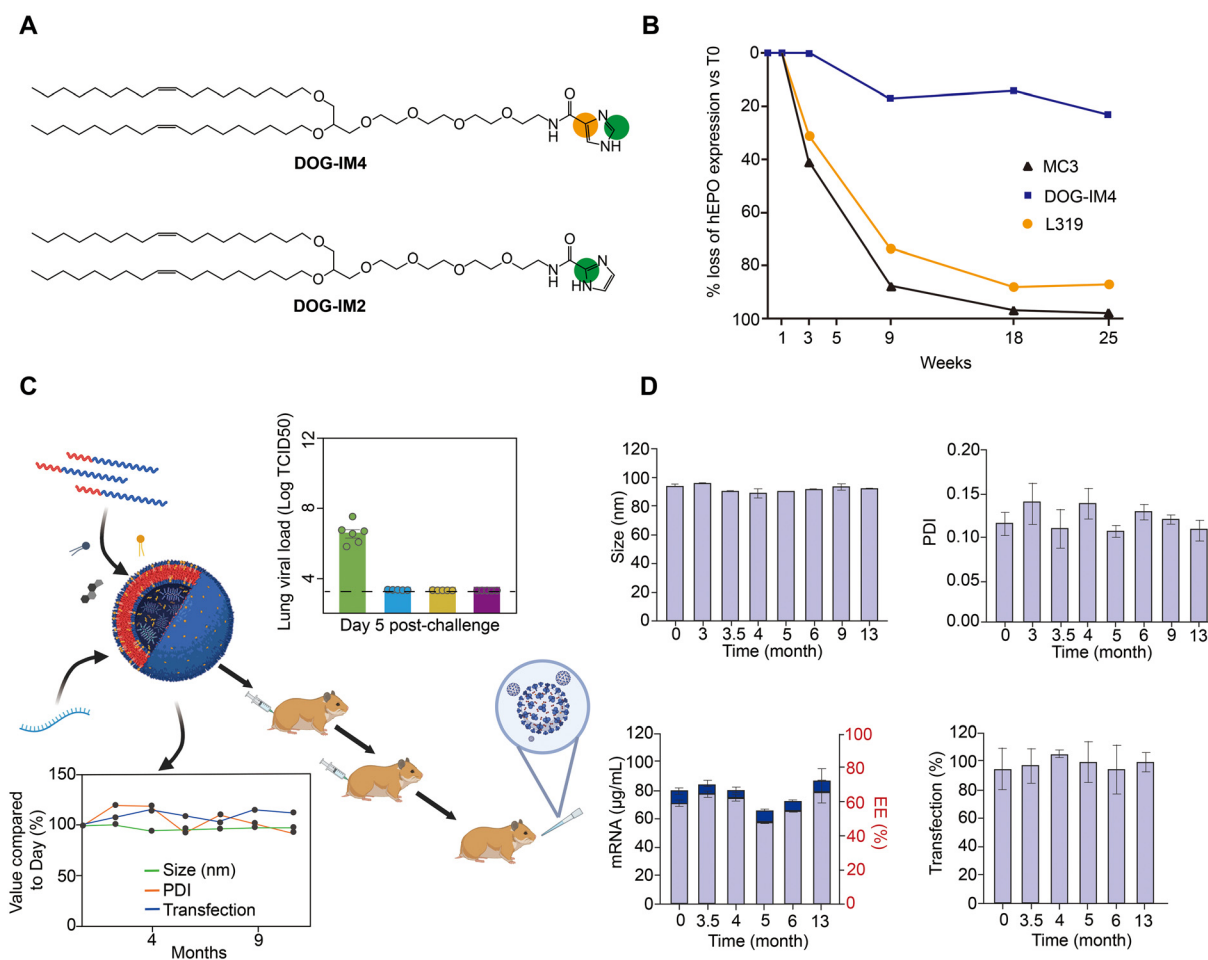 A
O
O
O
O
O
O
O
N
H
N
NH
DOG-IM4
O
O
O
O
O
O
O
N
H
N
HN
DOG-IM2
B
% loss of hEPO expression vs T0
0
20
40
60
80
100
1 3 5 9 18 25
Weeks
MC3
DOG-IM4
L319
C
Lung viral load (Log TCID50)
12
8
4
Day 5 post-challenge
Value compared
to Day (%)
150
100
50
0
Size (nm)
PDI
Transfection
4 9
Months
D
Size (nm)
120
100
80
60
40
20
0
0 3 3.5 4 5 6 9 13
Time (month)
PDI
0.20
0.15
0.10
0.05
0.00
0 3 3.5 4 5 6 9 13
Time (month)
mRNA (µg/mL)
120
100
80
60
40
20
0
100
80
60
40
20
0
EE (%)
0 3.5 4 5 6 13
Time (month)
Transfection (%)
120
100
80
60
40
20
0
0 3.5 4 5 6 13
Time (month)